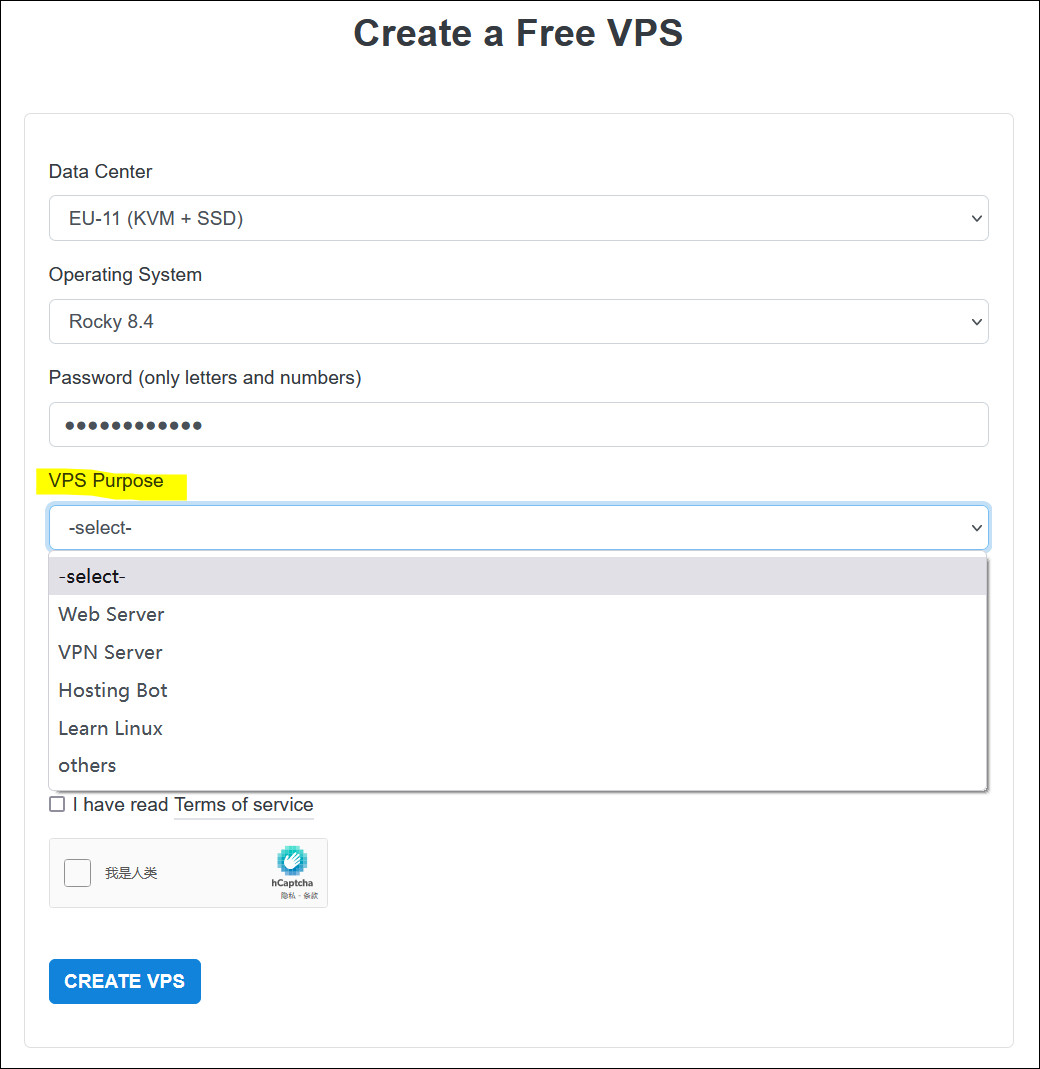 Create a Free VPS
Data Center
EU-11 (KVM + SSD)
Operating System
Rocky 8.4
Password (only letters and numbers)
VPS Purpose
-select-
-select-
Web Server
VPN Server
Hosting Bot
Learn Linux
others
I have read Terms of service
我是人类
hCaptcha
隐私 - 条款
CREATE VPS